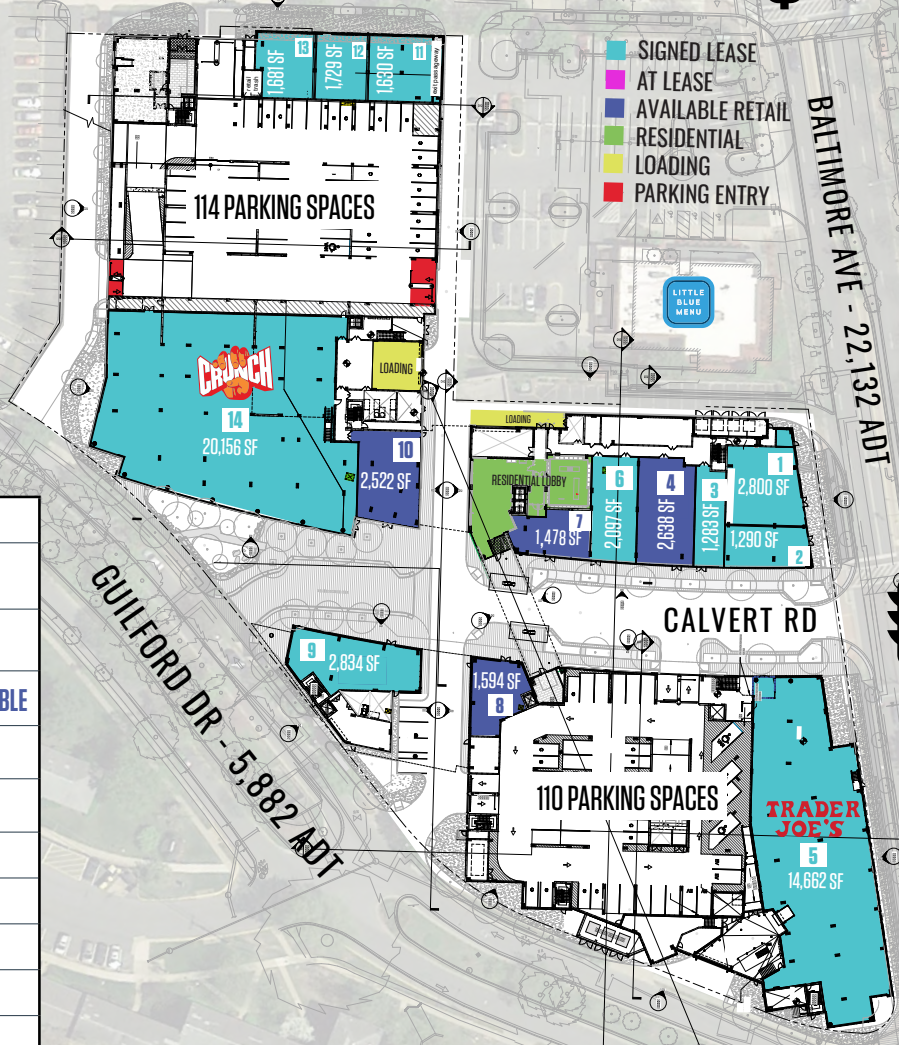 13
1,681 SF
12
1,729 SF
11
1,630 SF
retail
trash
SIGNED LEASE
AT LEASE
AVAILABLE RETAIL
RESIDENTIAL
LOADING
PARKING ENTRY
BALTIMORE AVE - 22,132 ADT
114 PARKING SPACES
LITTLE
BLUE
MENU
CRUNCH
14
20,156 SF
LOADING
10
2,522 SF
LOADING
RESIDENTIAL LOBBY
7
1,478 SF
6
2,097 SF
4
2,638 SF
3
1,283 SF
1
2,800 SF
1,290 SF
2
CALVERT RD
GUILFORD DR - 5,882 ADT
9
2,834 SF
1,594 SF
8
BLE
110 PARKING SPACES
TRADER
JOE'S
5
14,662 SF